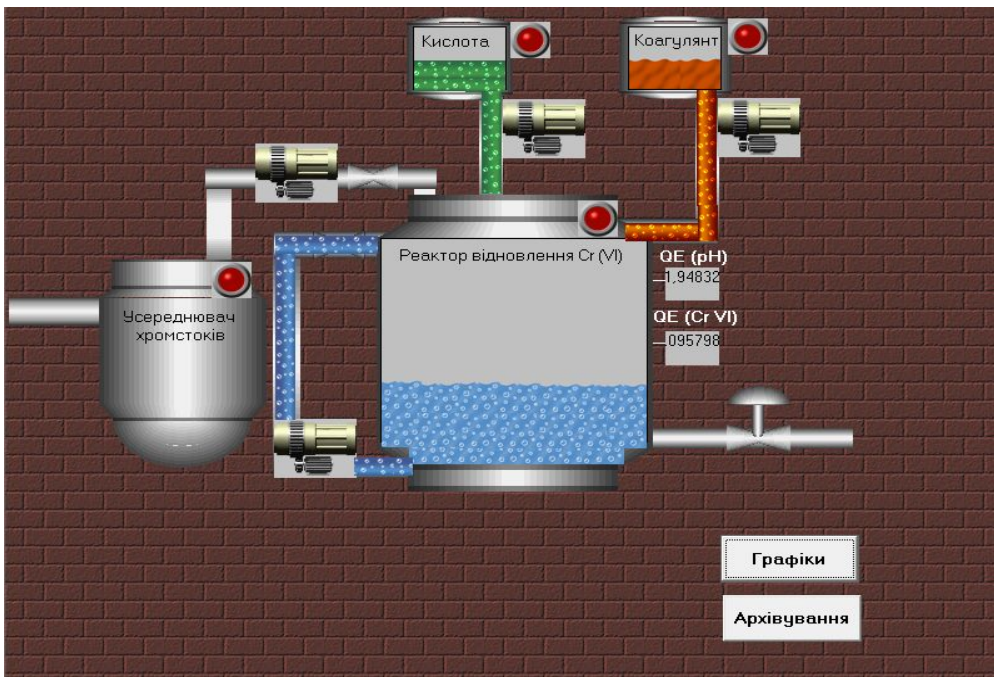 Кислота
Коагулянт
Реактор відновлення Cr (VI)
QE (pH)
1,94832
Усереднювач
хромстоків
QE (Cr VI)
095798
Графіки
Архівування